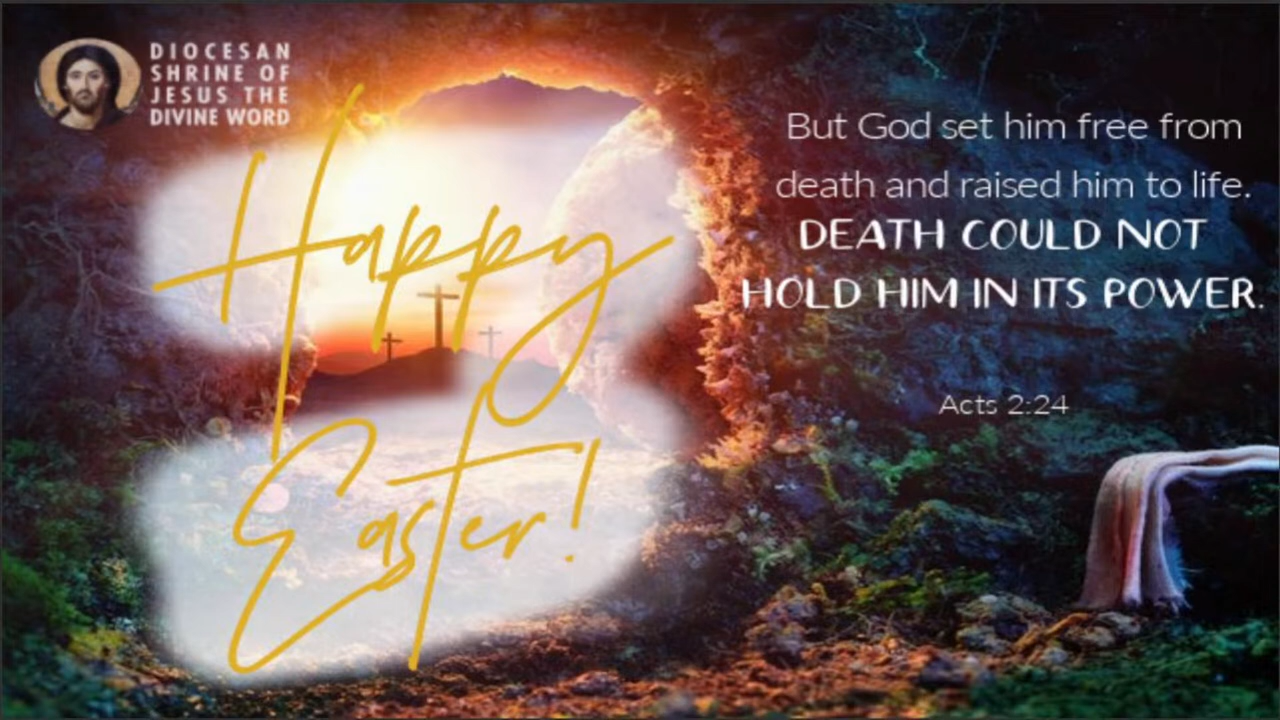 DIOCESAN
SHRINE OF
JESUS THE
DIVINE WORD
Happy
Easter!
But God set him free from
death and raised him to life.
DEATH COULD NOT
HOLD HIM IN ITS POWER.
Acts 2:24